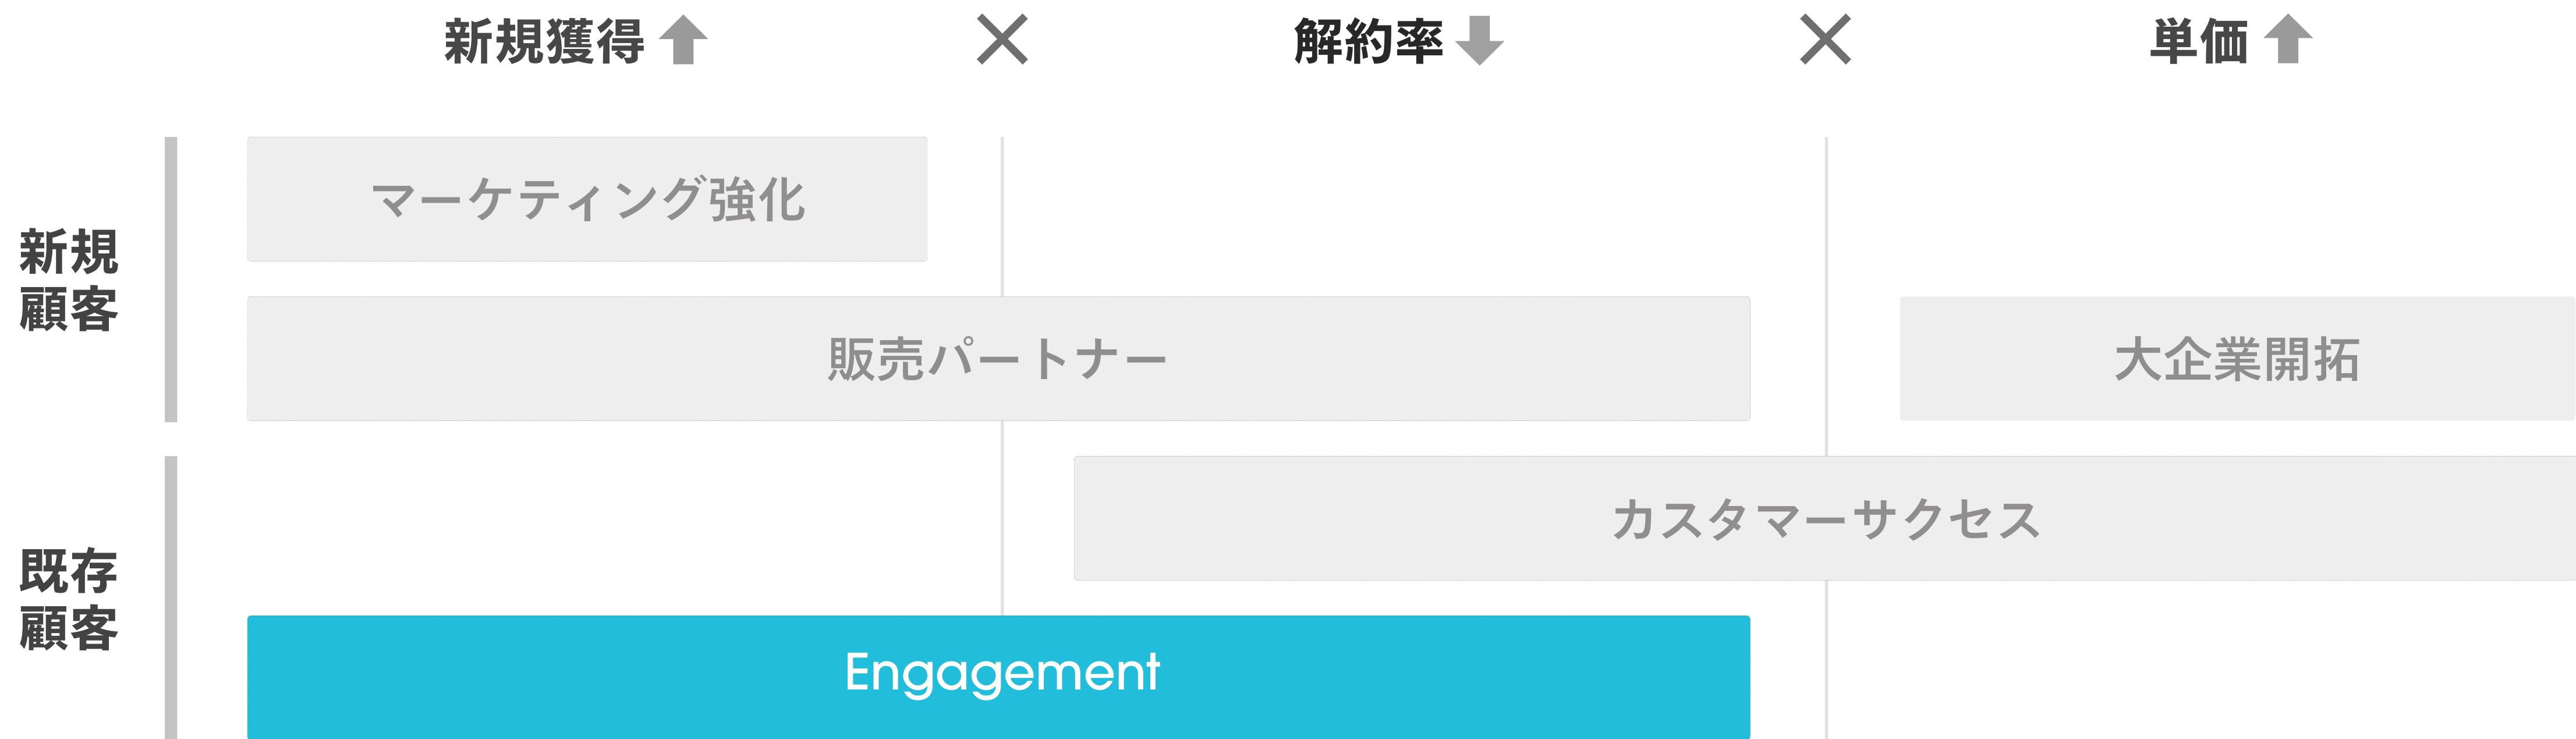 新規獲得 × 解約率 × 単価
新規
顧客
マーケティング強化
販売パートナー
大企業開拓
既存
顧客
カスタマーサクセス
Engagement